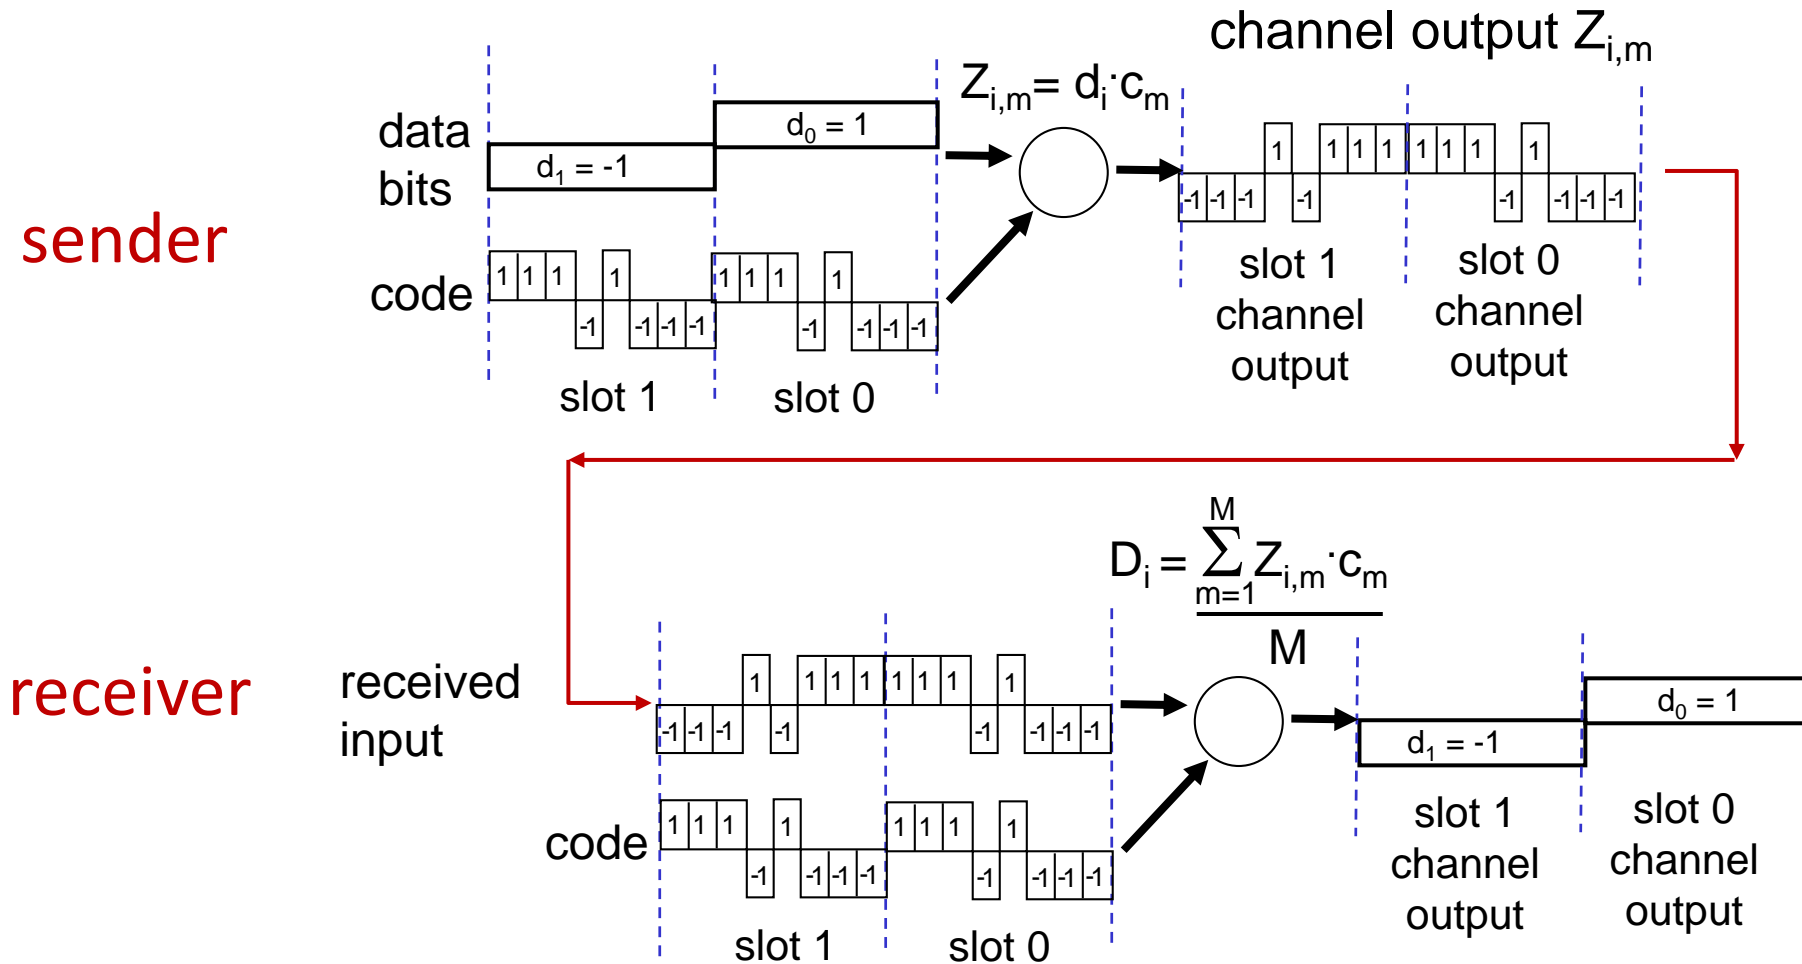 channel output Z_{i,m}
Z_{i,m}= d_i·c_m
data bits
d_1 = -1
d_0 = 1
sender
code
1 1 1 -1 1 -1 -1 -1
1 1 1 -1 1 -1 -1 -1
slot 1
slot 0
-1 -1 -1 1 -1 1 1 1
1 1 1 -1 1 -1 -1 -1
slot 1
channel
output
slot 0
channel
output
D_i = \sum_{m=1}^{M} Z_{i,m}·c_m
M
receiver
received
input
-1 -1 -1 1 -1 1 1 1
1 1 1 -1 1 -1 -1 -1
code
1 1 1 -1 1 -1 -1 -1
1 1 1 -1 1 -1 -1 -1
slot 1
slot 0
d_1 = -1
d_0 = 1
slot 1
channel
output
slot 0
channel
output